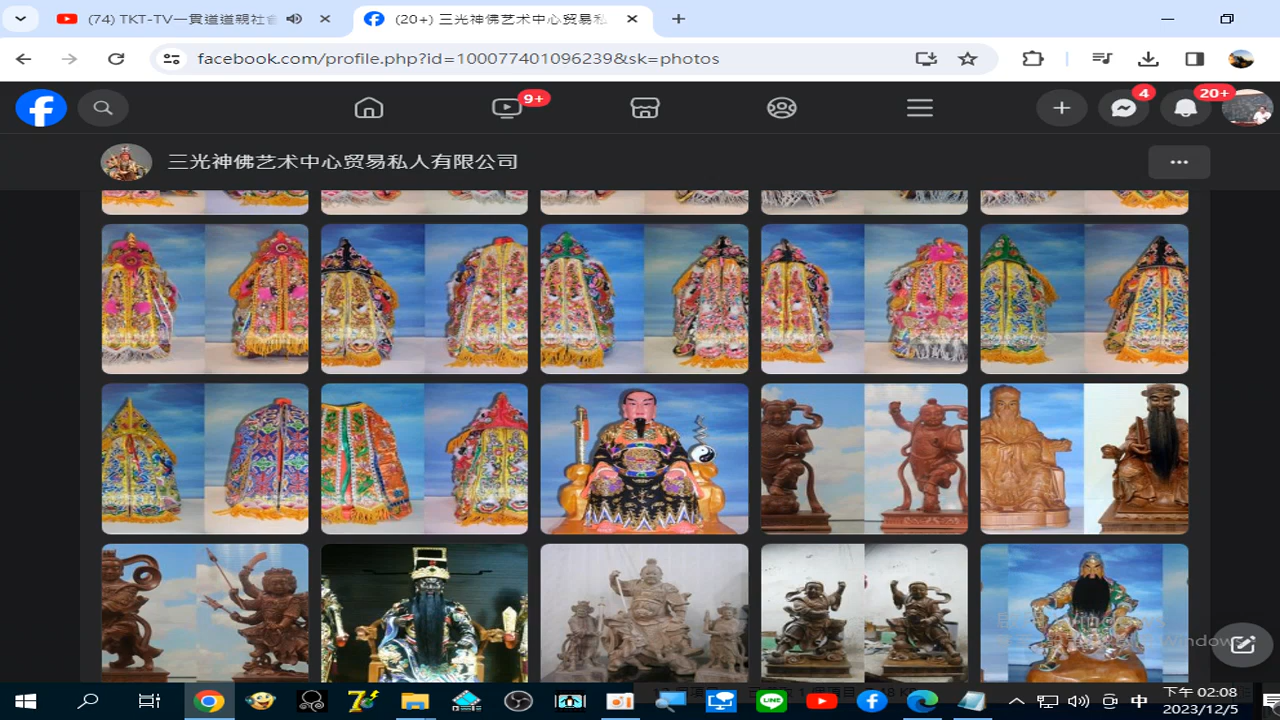 (74) TKT-TV一貫道道親社會
(20+) 三光神佛艺术中心贸易私
facebook.com/profile.php?id=100077401096239&sk=photos
9+
4
20+
三光神佛艺术中心贸易私人有限公司
Windows
中
下午 02:08
2023/12/5